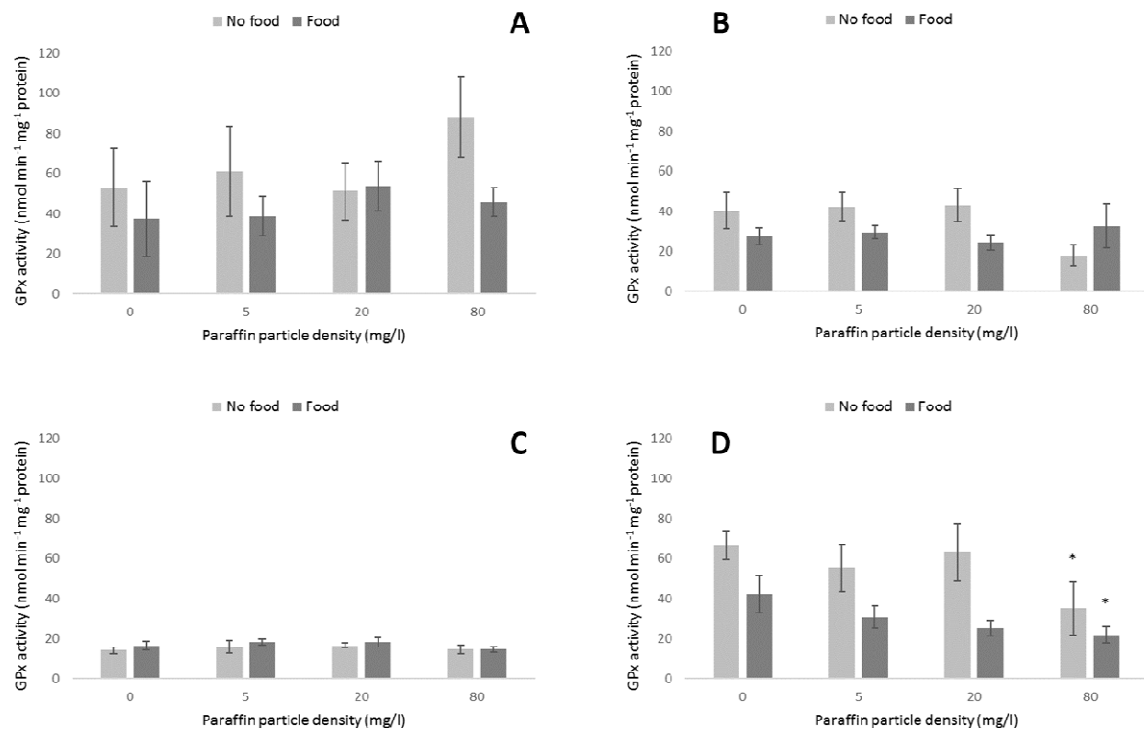 No food Food
A
GPx activity (nmol min⁻¹ mg⁻¹ protein)
120
100
80
60
40
20
0
0 5 20 80
Paraffin particle density (mg/l)
No food Food
B
GPx activity (nmol min⁻¹ mg⁻¹ protein)
120
100
80
60
40
20
0
0 5 20 80
Paraffin particle density (mg/l)
No food Food
C
GPx activity (nmol min⁻¹ mg⁻¹ protein)
120
100
80
60
40
20
0
0 5 20 80
Paraffin particle density (mg/l)
No food Food
D
GPx activity (nmol min⁻¹ mg⁻¹ protein)
120
100
80
60
40
20
0
* *
0 5 20 80
Paraffin particle density (mg/l)